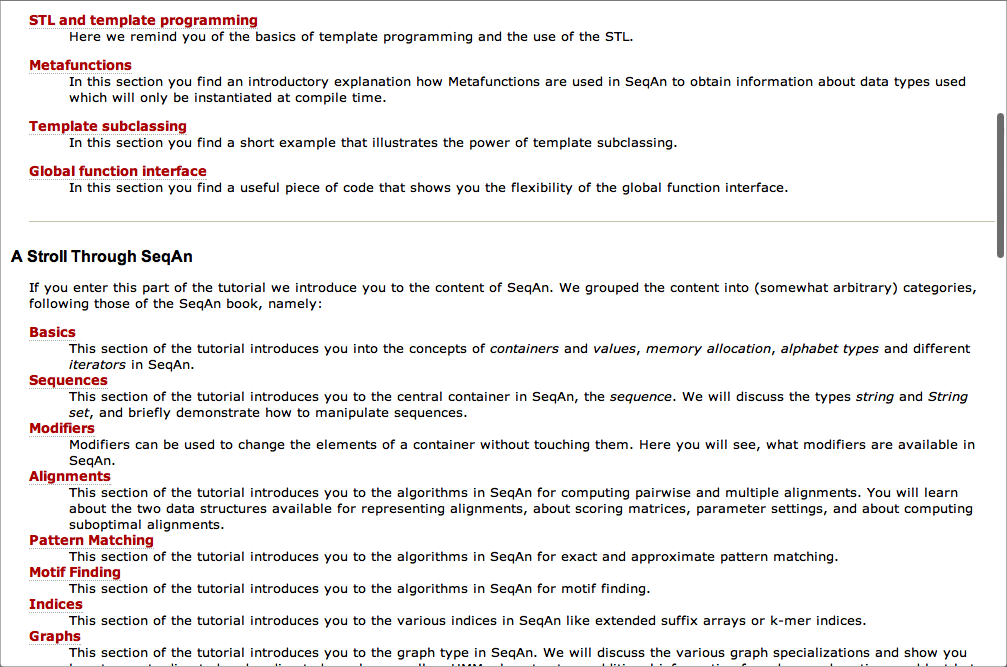 STL and template programming
Here we remind you of the basics of template programming and the use of the STL.
Metafunctions
In this section you find an introductory explanation how Metafunctions are used in SeqAn to obtain information about data types used
which will only be instantiated at compile time.
Template subclassing
In this section you find a short example that illustrates the power of template subclassing.
Global function interface
In this section you find a useful piece of code that shows you the flexibility of the global function interface.
A Stroll Through SeqAn
If you enter this part of the tutorial we introduce you to the content of SeqAn. We grouped the content into (somewhat arbitrary) categories,
following those of the SeqAn book, namely:
Basics
This section of the tutorial introduces you into the concepts of containers and values, memory allocation, alphabet types and different
iterators in SeqAn.
Sequences
This section of the tutorial introduces you to the central container in SeqAn, the sequence. We will discuss the types string and String
set, and briefly demonstrate how to manipulate sequences.
Modifiers
Modifiers can be used to change the elements of a container without touching them. Here you will see, what modifiers are available in
SeqAn.
Alignments
This section of the tutorial introduces you to the algorithms in SeqAn for computing pairwise and multiple alignments. You will learn
about the two data structures available for representing alignments, about scoring matrices, parameter settings, and about computing
suboptimal alignments.
Pattern Matching
This section of the tutorial introduces you to the algorithms in SeqAn for exact and approximate pattern matching.
Motif Finding
This section of the tutorial introduces you to the algorithms in SeqAn for motif finding.
Indices
This section of the tutorial introduces you to the various indices in SeqAn like extended suffix arrays or k-mer indices.
Graphs
This section of the tutorial introduces you to the graph type in SeqAn. We will discuss the various graph specializations and show you